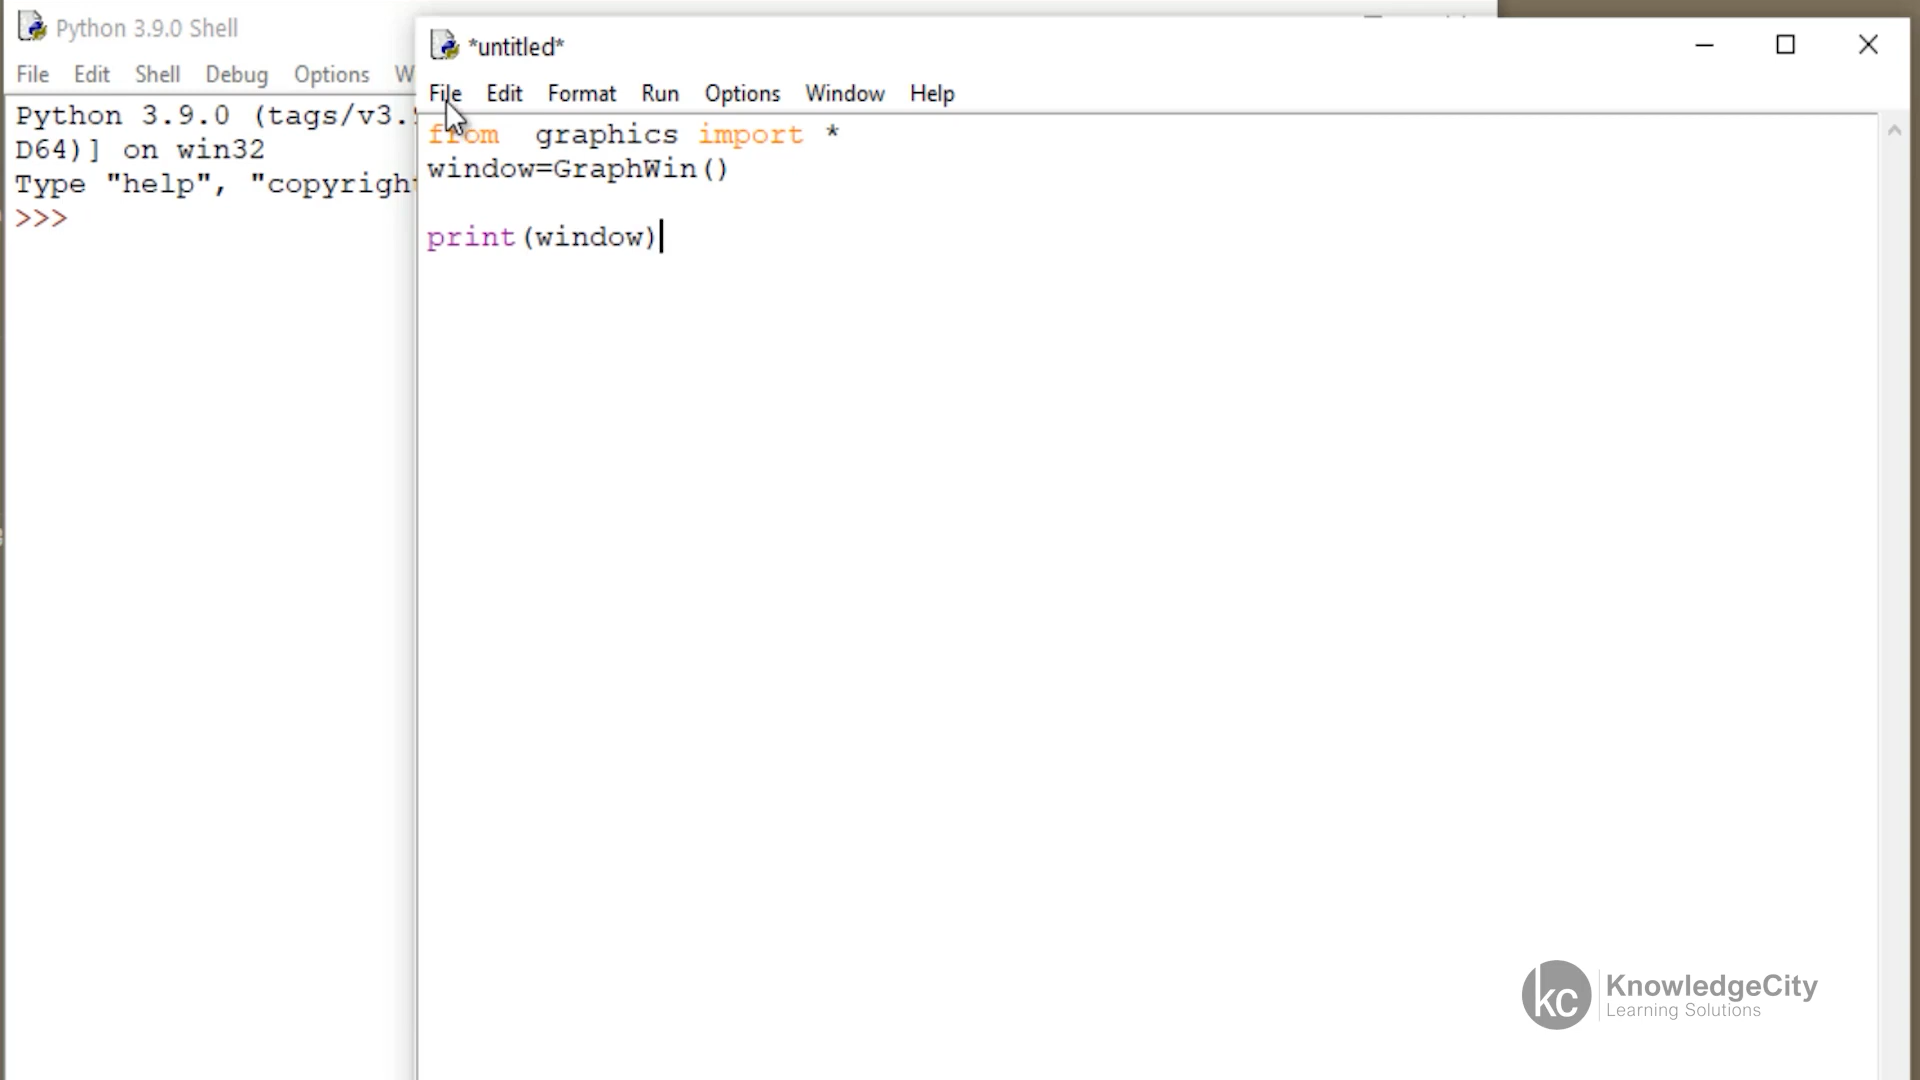 Python 3.9.0 Shell
File Edit Shell Debug Options W
Python 3.9.0 (tags/v3.
D64)] on win32
Type "help", "copyright
>>>
*untitled*
File Edit Format Run Options Window Help
from  graphics import *
window=GraphWin()
print(window)
kc
KnowledgeCity
Learning Solutions